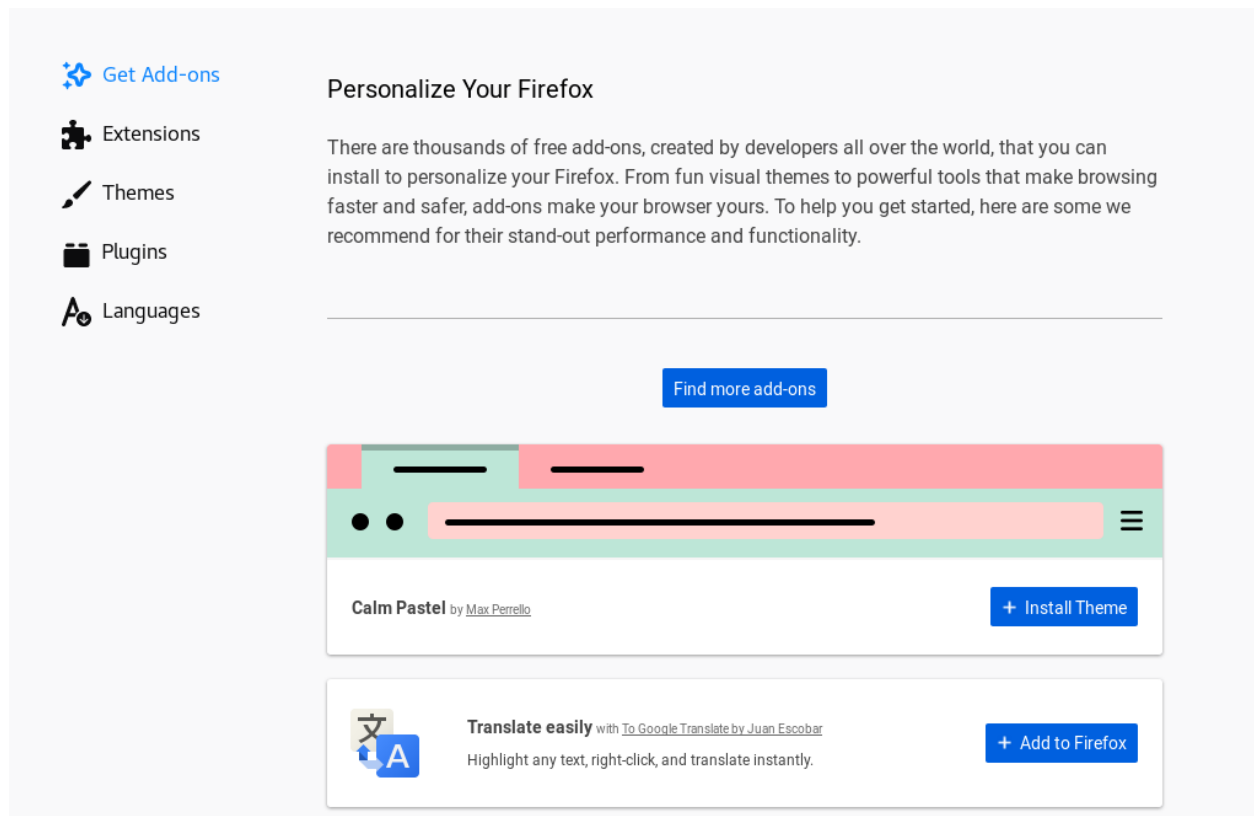 Get Add-ons
Extensions
Themes
Plugins
Languages
Personalize Your Firefox
There are thousands of free add-ons, created by developers all over the world, that you can
install to personalize your Firefox. From fun visual themes to powerful tools that make browsing
faster and safer, add-ons make your browser yours. To help you get started, here are some we
recommend for their stand-out performance and functionality.
Find more add-ons
Calm Pastel by Max Perrello
+ Install Theme
文
A
Translate easily with To Google Translate by Juan Escobar
Highlight any text, right-click, and translate instantly.
+ Add to Firefox